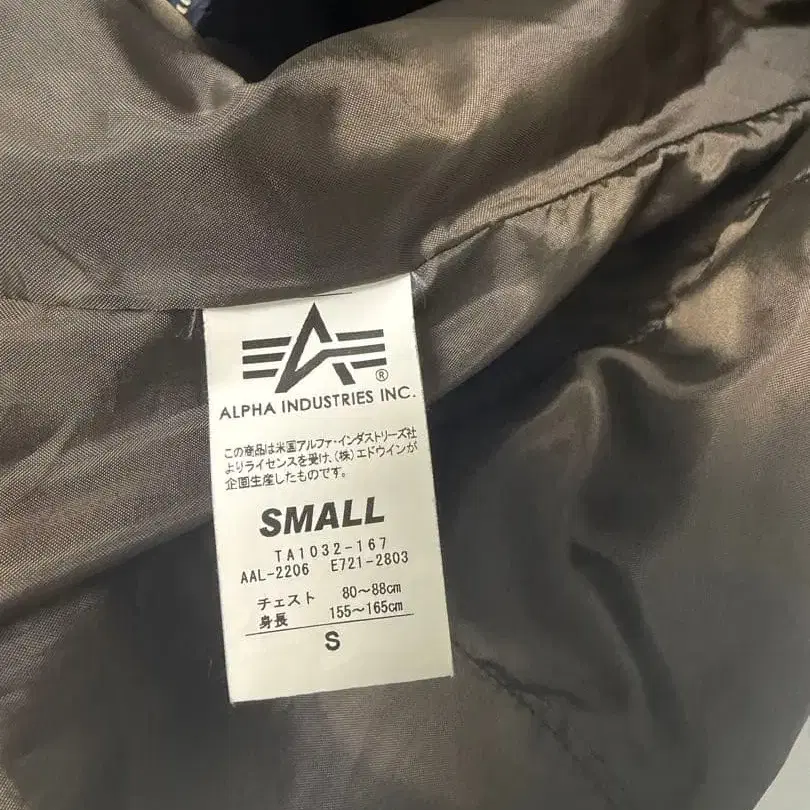 ®
ALPHA INDUSTRIES INC.
この商品は米国アルファ・インダストリーズ社
よりライセンスを受け、(株)エドウインが
企画生産したものです。
SMALL
TA1032-167
AAL-2206 E721-2803
チェスト 80～88cm
身長 155～165cm
S